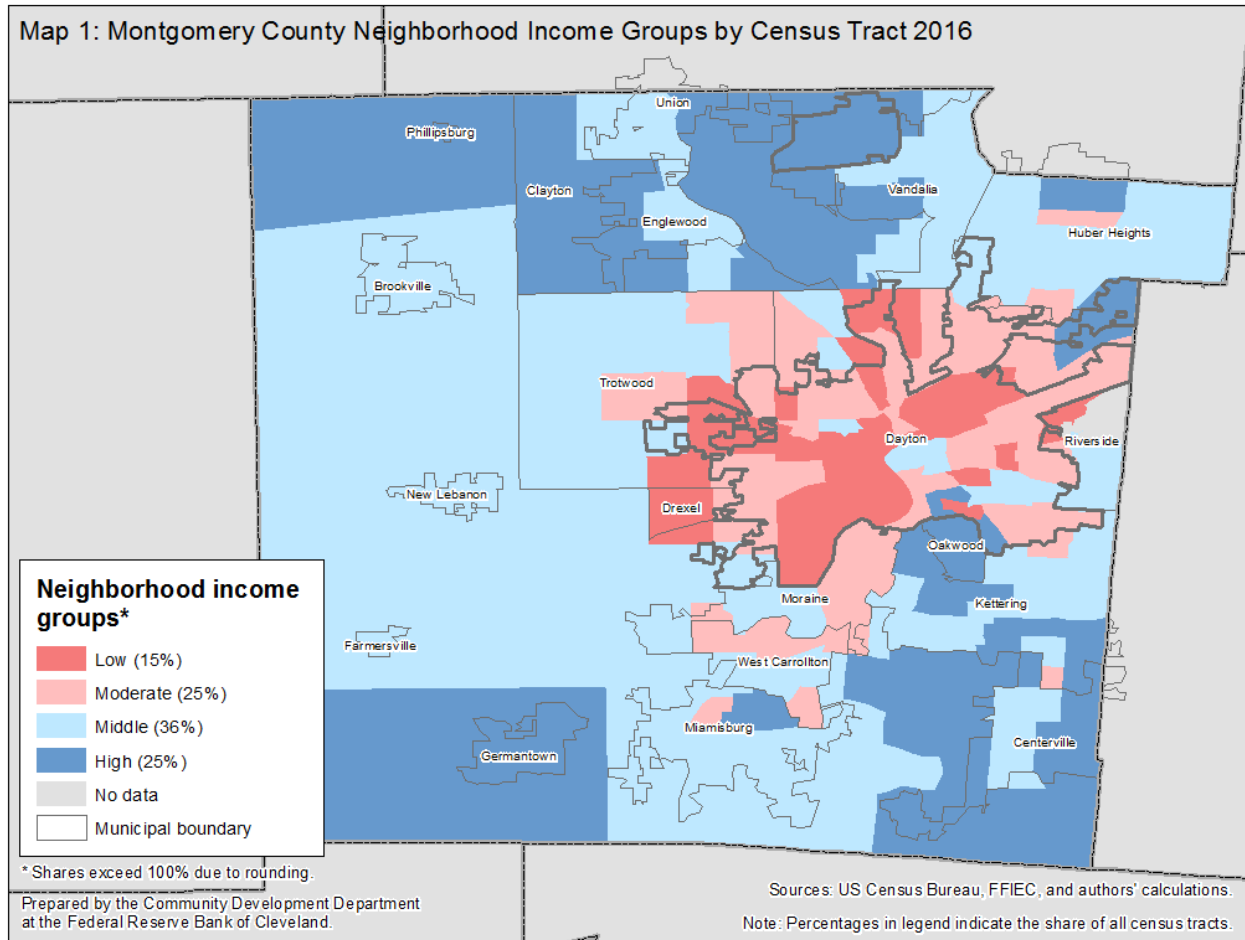 Map 1: Montgomery County Neighborhood Income Groups by Census Tract 2016
Union
Phillipsburg
Clayton
Vandalia
Englewood
Huber Heights
Brookville
Trotwood
Dayton
Riverside
New Lebanon
Drexel
Oakwood
Moraine
Kettering
Farmersville
West Carrollton
Miamisburg
Centerville
Germantown
Neighborhood income
groups*
Low (15%)
Moderate (25%)
Middle (36%)
High (25%)
No data
Municipal boundary
* Shares exceed 100% due to rounding.
Prepared by the Community Development Department
at the Federal Reserve Bank of Cleveland.
Sources: US Census Bureau, FFIEC, and authors' calculations.
Note: Percentages in legend indicate the share of all census tracts.